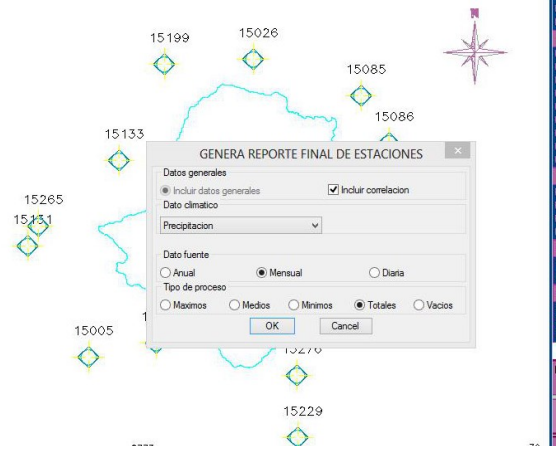 N
15199
15026
15085
15086
15133
GENERA REPORTE FINAL DE ESTACIONES
Datos generales
Incluir datos generales
Incluir correlacion
Dato climatico
Precipitacion
15265
15131
Dato fuente
Anual
Mensual
Diaria
Tipo de proceso
Maximos
Medios
Minimos
Totales
Vacios
OK
Cancel
15005
15276
15229